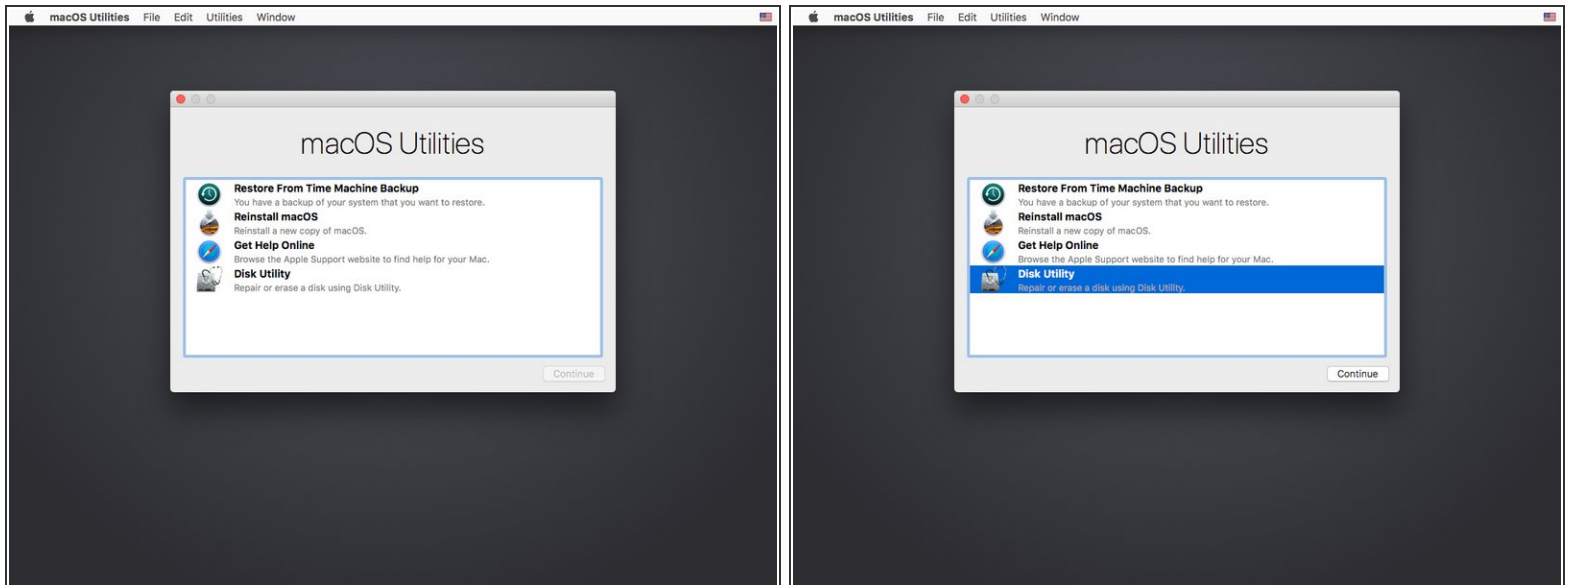 macOS Utilities File Edit Utilities Window
macOS Utilities
Restore From Time Machine Backup
You have a backup of your system that you want to restore.
Reinstall macOS
Reinstall a new copy of macOS.
Get Help Online
Browse the Apple Support website to find help for your Mac.
Disk Utility
Repair or erase a disk using Disk Utility.
Continue
macOS Utilities File Edit Utilities Window
macOS Utilities
Restore From Time Machine Backup
You have a backup of your system that you want to restore.
Reinstall macOS
Reinstall a new copy of macOS.
Get Help Online
Browse the Apple Support website to find help for your Mac.
Disk Utility
Repair or erase a disk using Disk Utility.
Continue